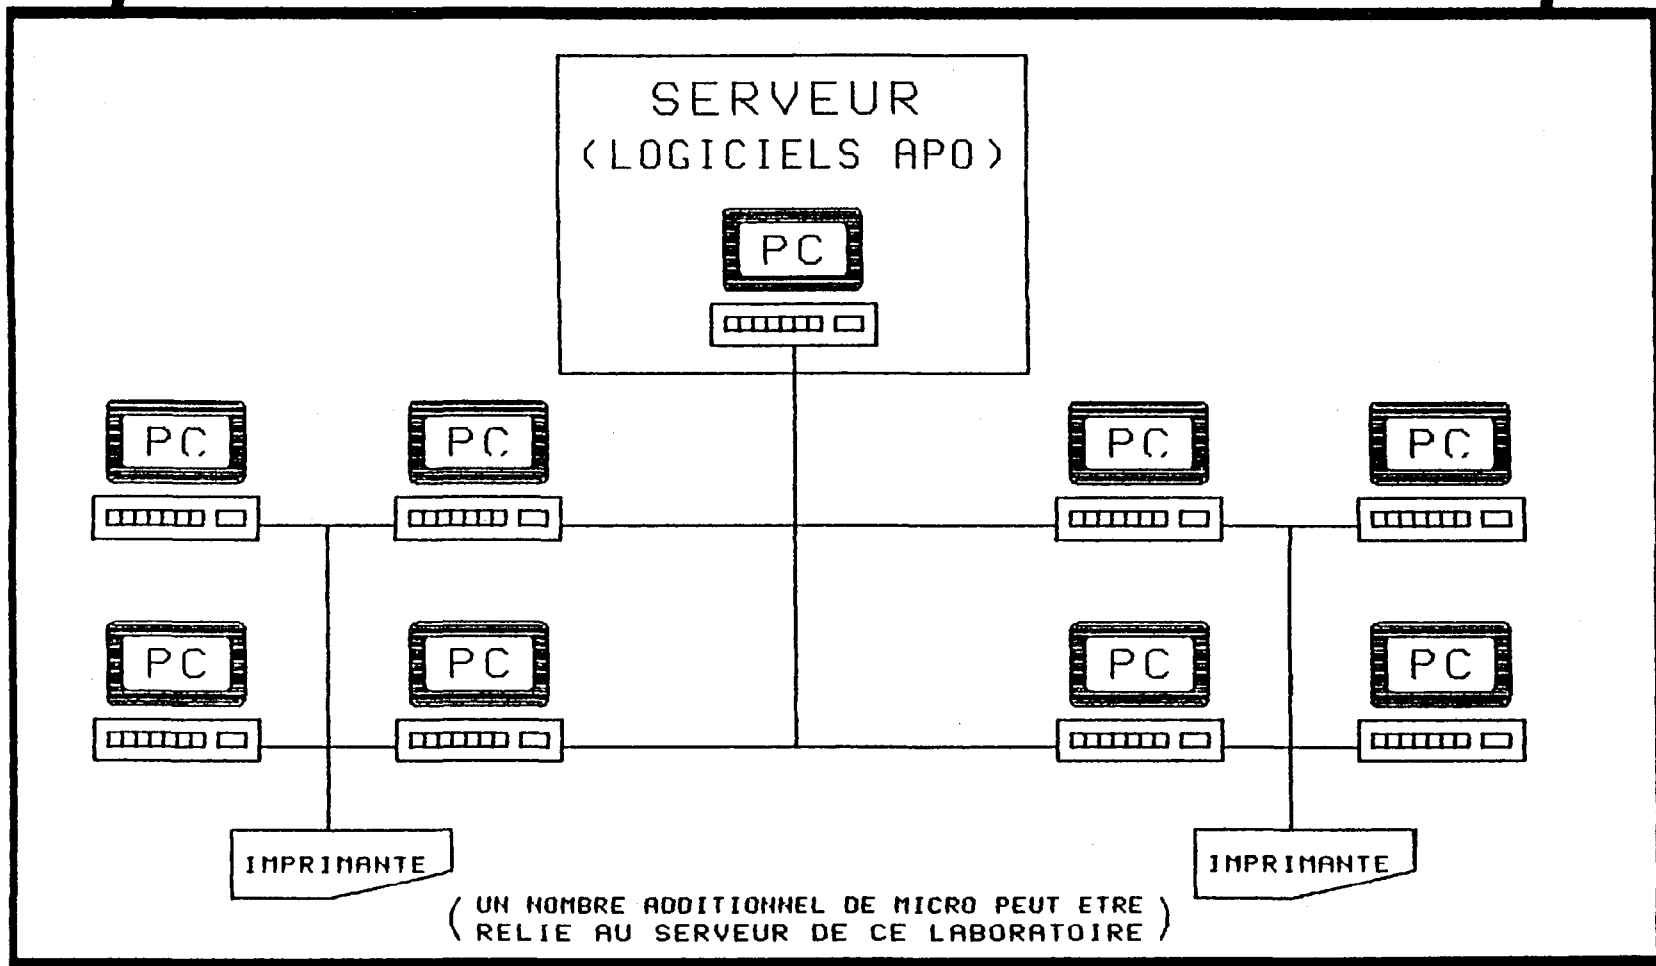 SERVEUR
(LOGICIELS APO)
PC
PC PC PC PC
PC PC PC PC
IMPRIMANTE IMPRIMANTE
( UN NOMBRE ADDITIONNEL DE MICRO PEUT ETRE
RELIE AU SERVEUR DE CE LABORATOIRE )